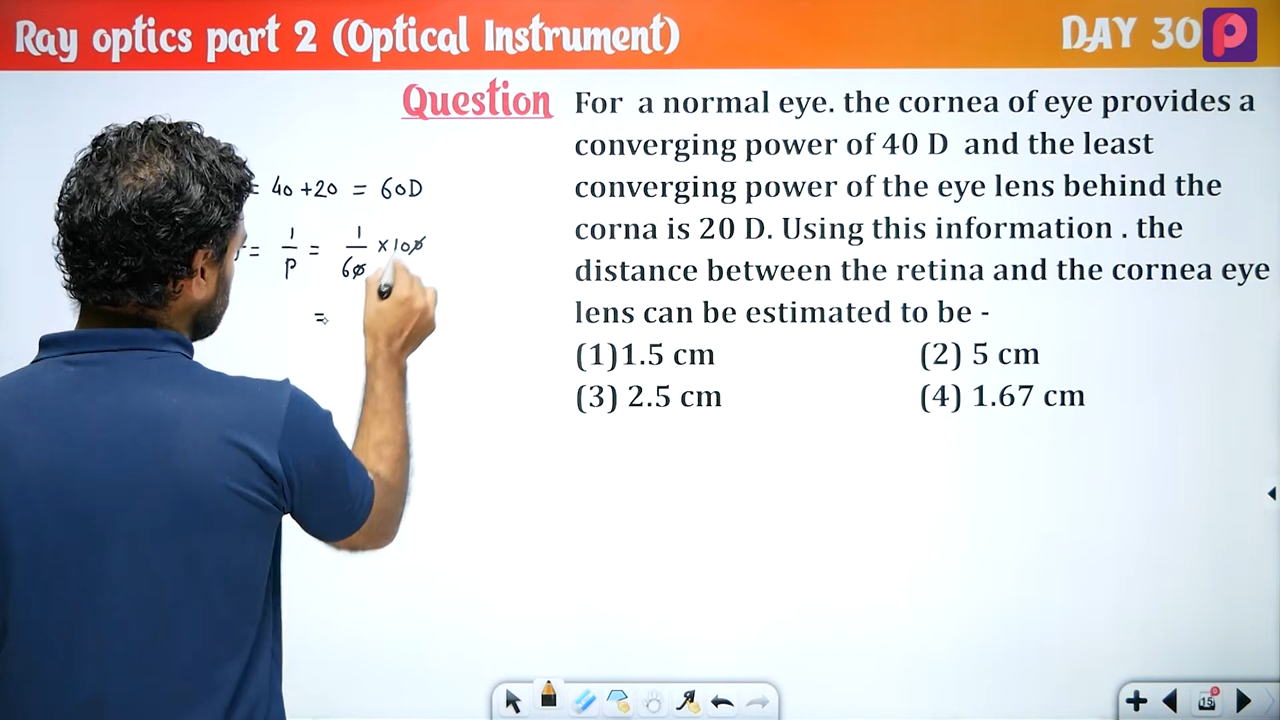 Ray optics part 2 (Optical Instrument)
DAY 30
Question
For a normal eye. the cornea of eye provides a
converging power of 40 D and the least
converging power of the eye lens behind the
corna is 20 D. Using this information . the
distance between the retina and the cornea eye
lens can be estimated to be -
(1)1.5 cm (2) 5 cm
(3) 2.5 cm (4) 1.67 cm
= 40 +20 = 60D
= 1/P = 1/60 ×100
=
15